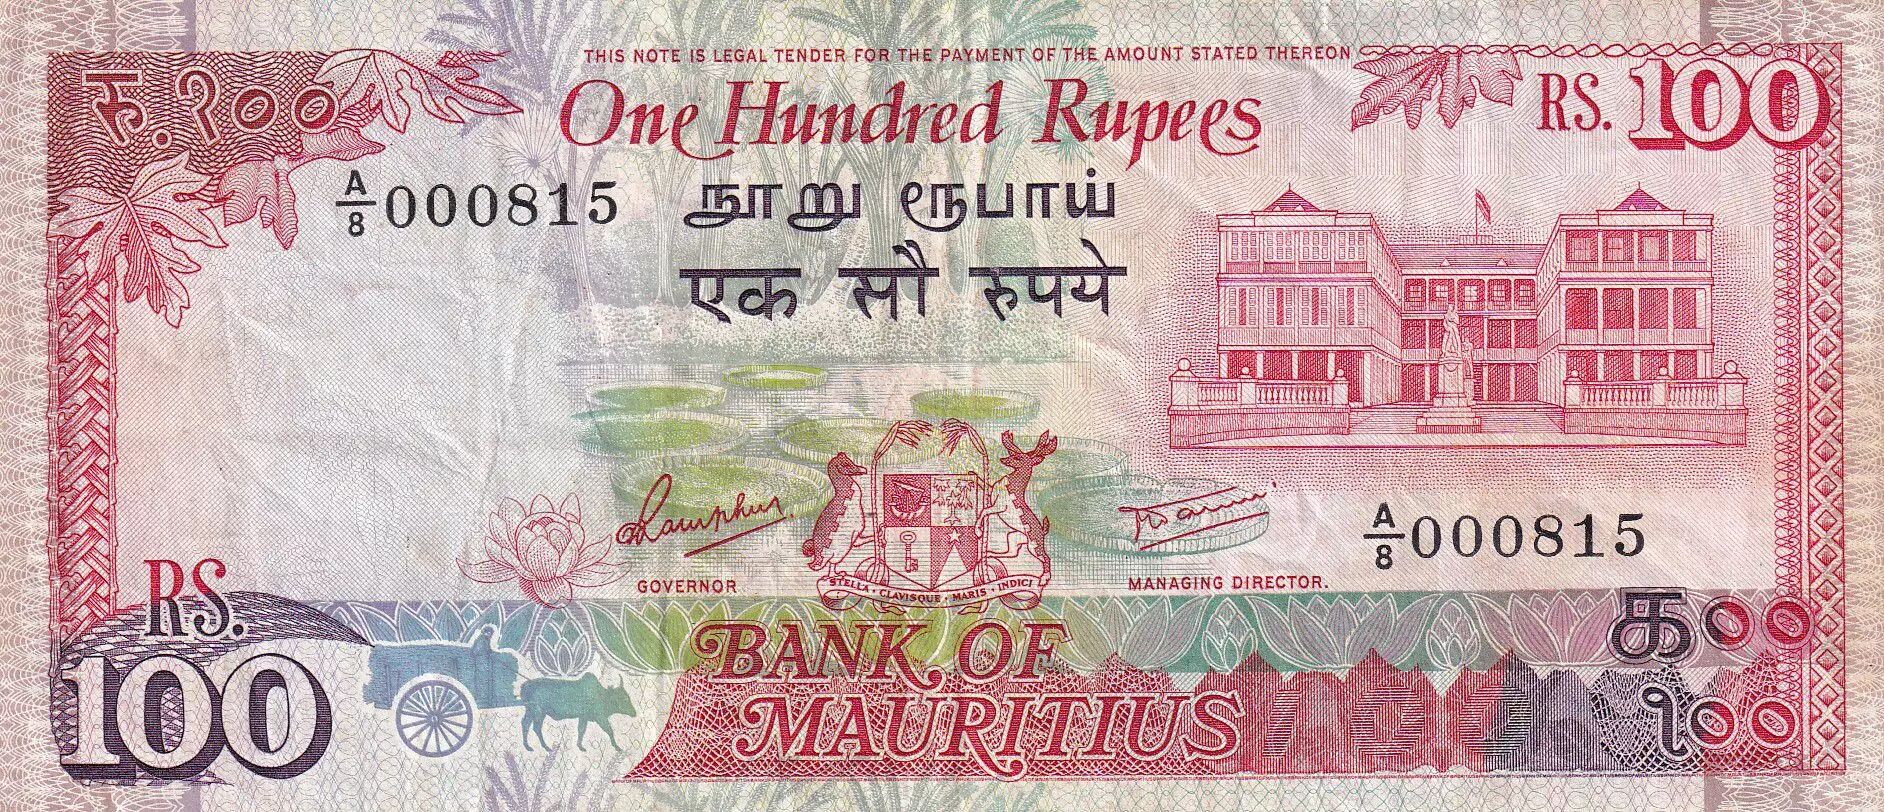 THIS NOTE IS LEGAL TENDER FOR THE PAYMENT OF THE AMOUNT STATED THEREON
रु.१००
One Hundred Rupees
RS. 100
A/8 000815
நூறு ரூபாய்
एक सौ रुपये
GOVERNOR
STELLA · CLAVISQUE · MARIS · INDICI
MANAGING DIRECTOR.
A/8 000815
RS.
100
BANK OF
MAURITIUS
க00
१००